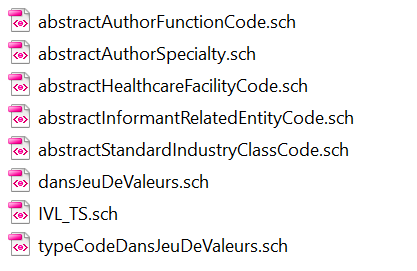 abstractAuthorFunctionCode.sch
abstractAuthorSpecialty.sch
abstractHealthcareFacilityCode.sch
abstractInformantRelatedEntityCode.sch
abstractStandardIndustryClassCode.sch
dansJeuDeValeurs.sch
IVL_TS.sch
typeCodeDansJeuDeValeurs.sch